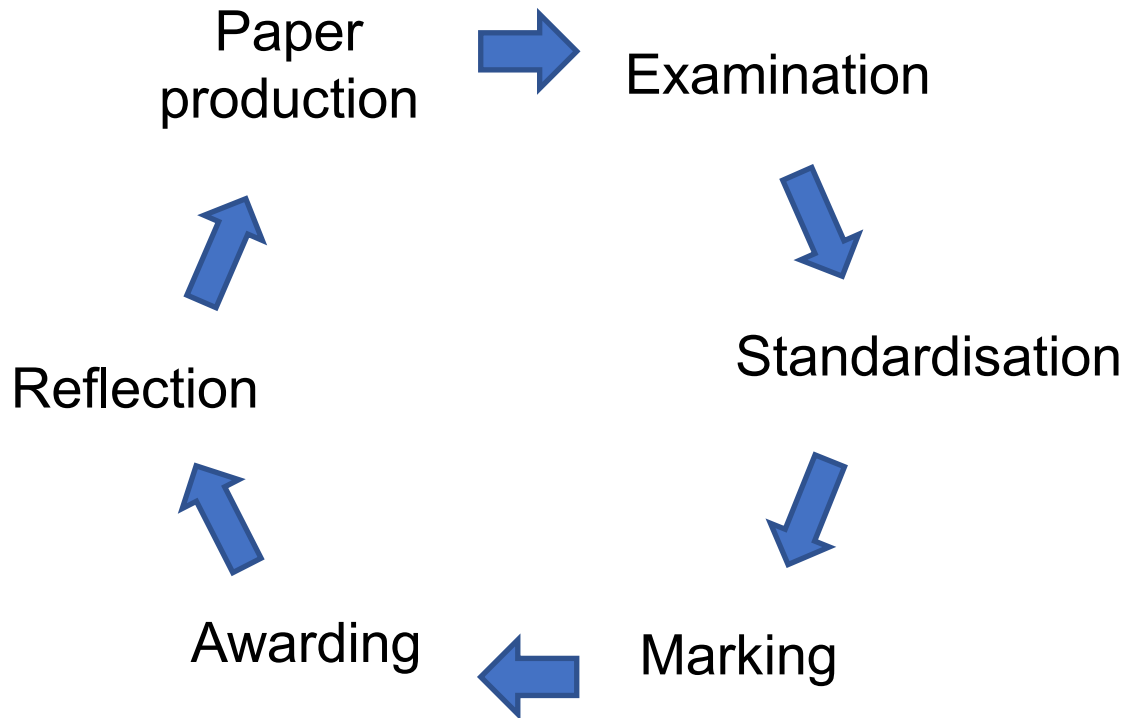 Paper
production
Examination
Standardisation
Marking
Awarding
Reflection